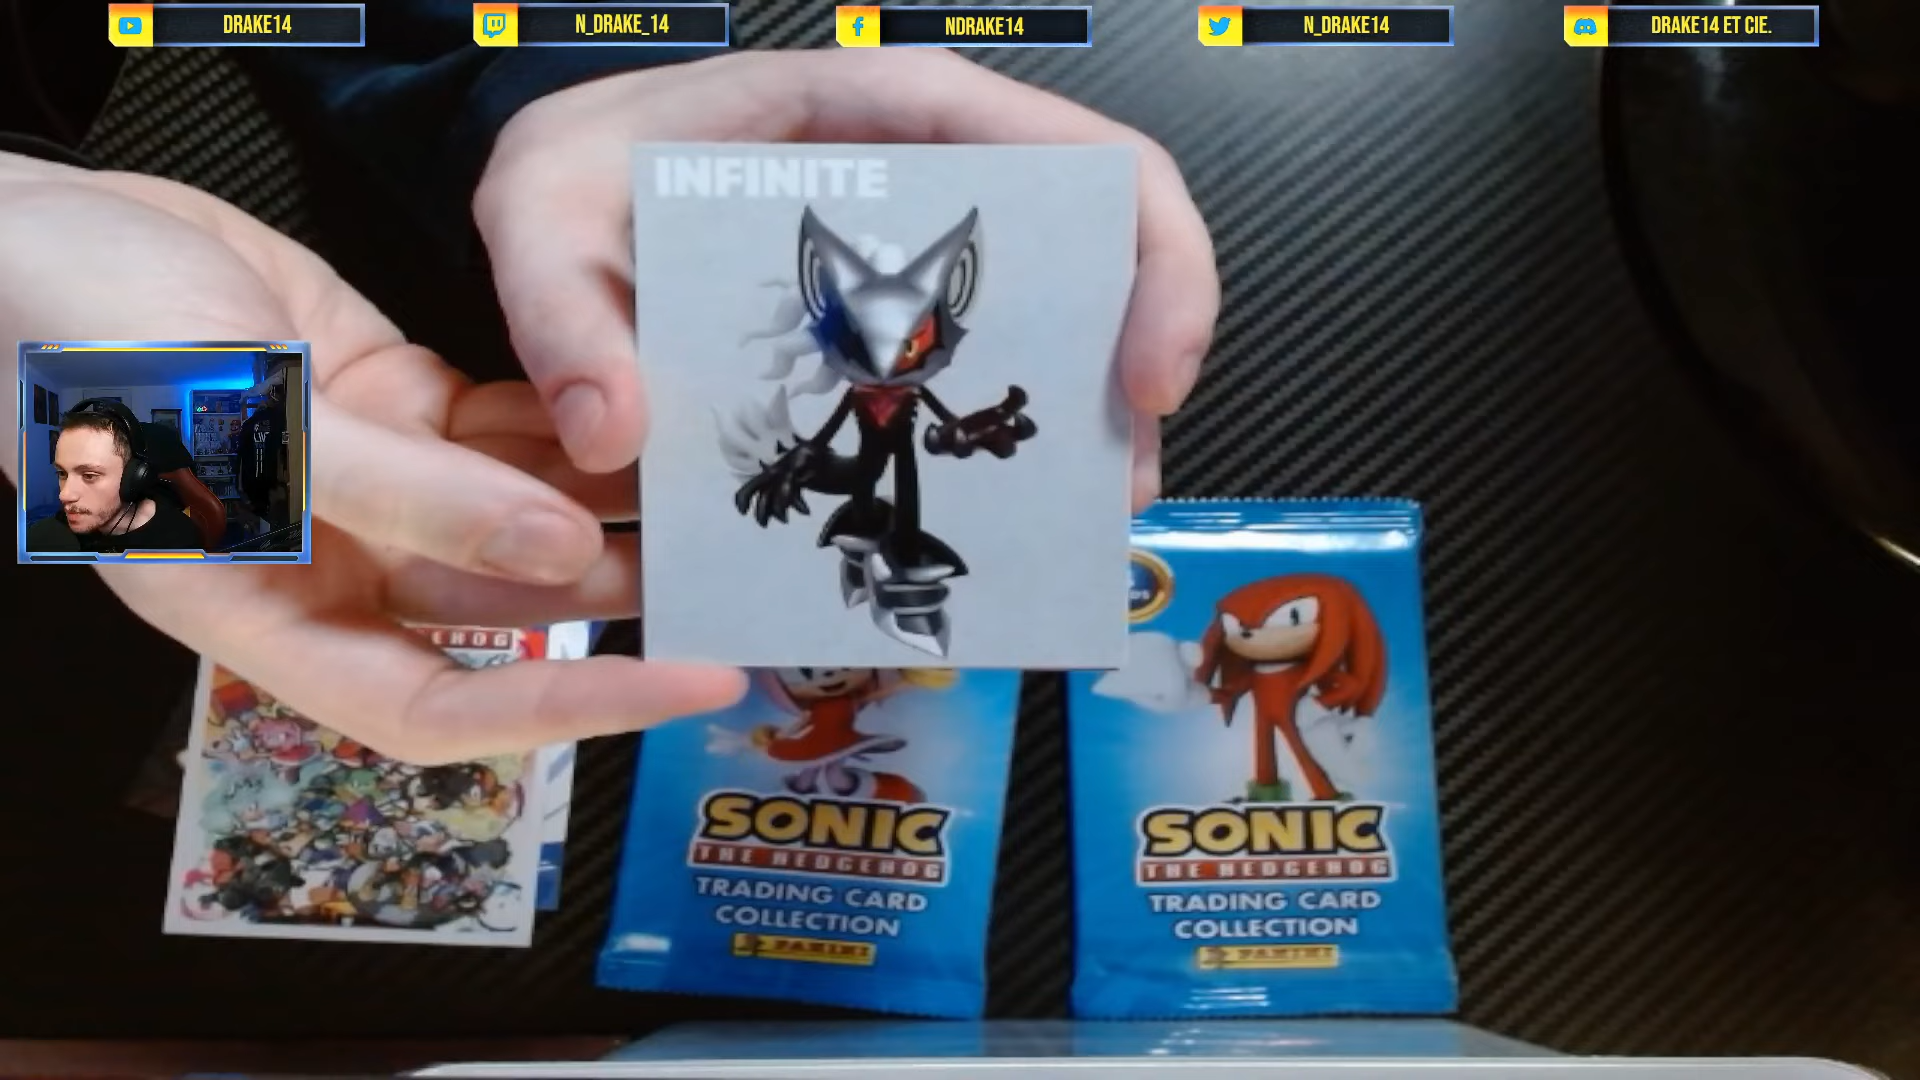 DRAKE14
N_DRAKE_14
NDRAKE14
N_DRAKE14
DRAKE14 ET CIE.
INFINITE
SONIC
THE HEDGEHOG
TRADING CARD
COLLECTION
PANINI
SONIC
THE HEDGEHOG
TRADING CARD
COLLECTION
PANINI